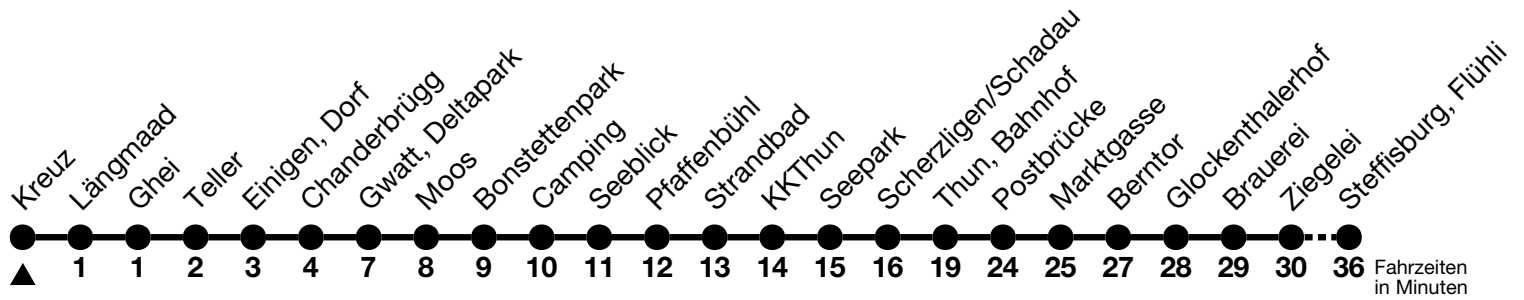 Kreuz
Längmaad
Ghei
Teller
Einigen, Dorf
Chanderbrügg
Gwatt, Deltapark
Moos
Bonstettenpark
Camping
Seeblick
Pfaffenbühl
Strandbad
KKThun
Seepark
Scherzligen/Schadau
Thun, Bahnhof
Postbrücke
Marktgasse
Berntor
Glockenthalerhof
Brauerei
Ziegelei
Steffisburg, Flühli
1 1 2 3 4 7 8 9 10 11 12 13 14 15 16 19 24 25 27 28 29 30 36 Fahrzeiten
in Minuten